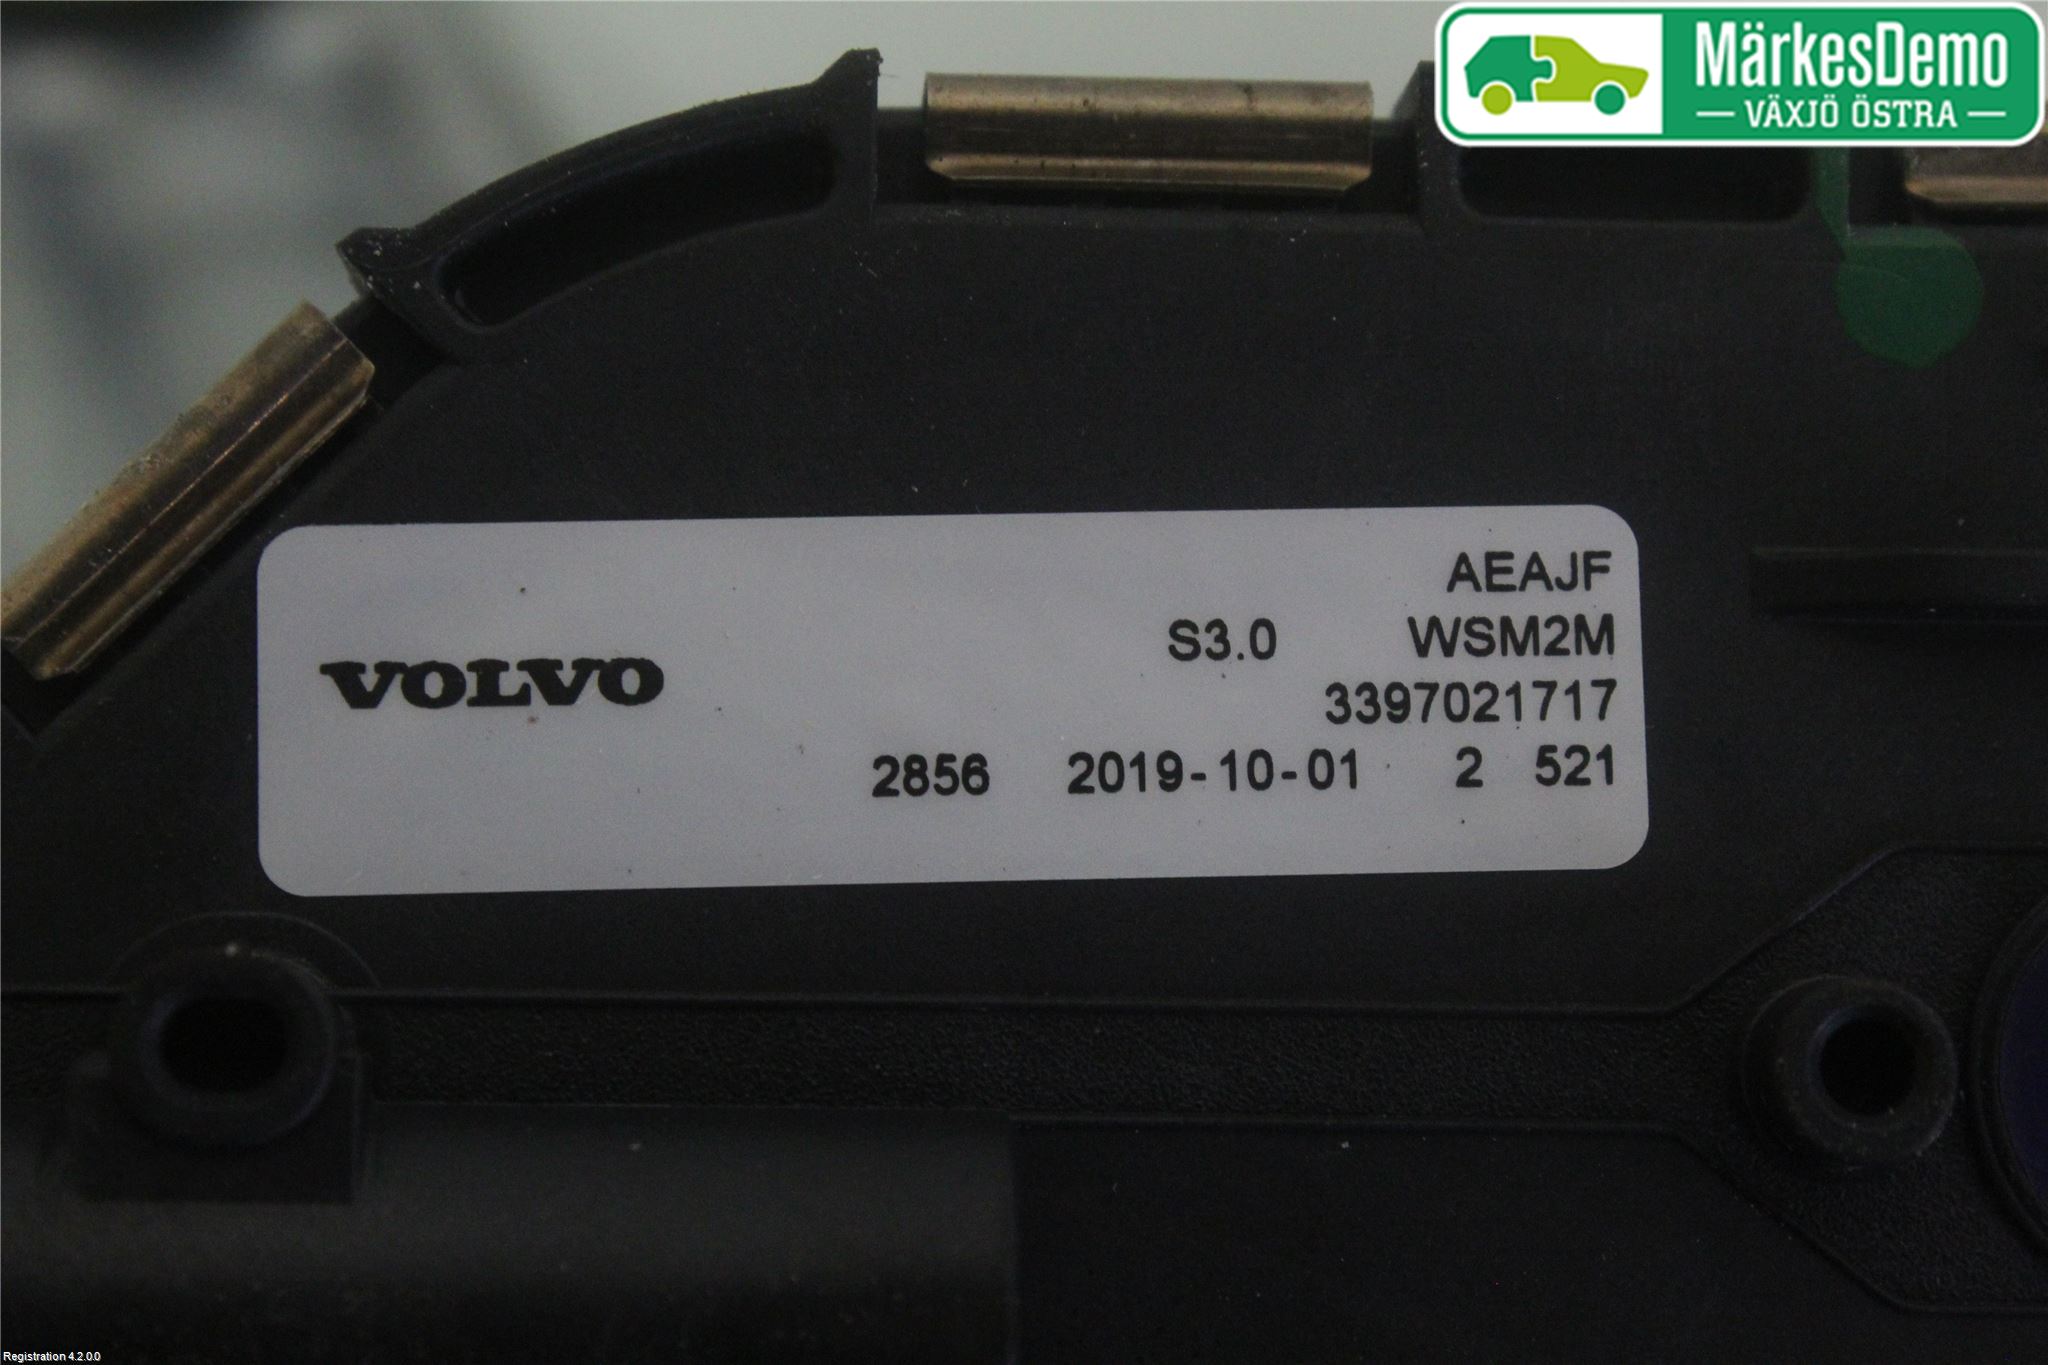 MärkesDemo
VÄXJÖ ÖSTRA
AEAJF
S3.0 WSM2M
VOLVO
3397021717
2856 2019-10-01 2 521
Registration 4.2.0.0